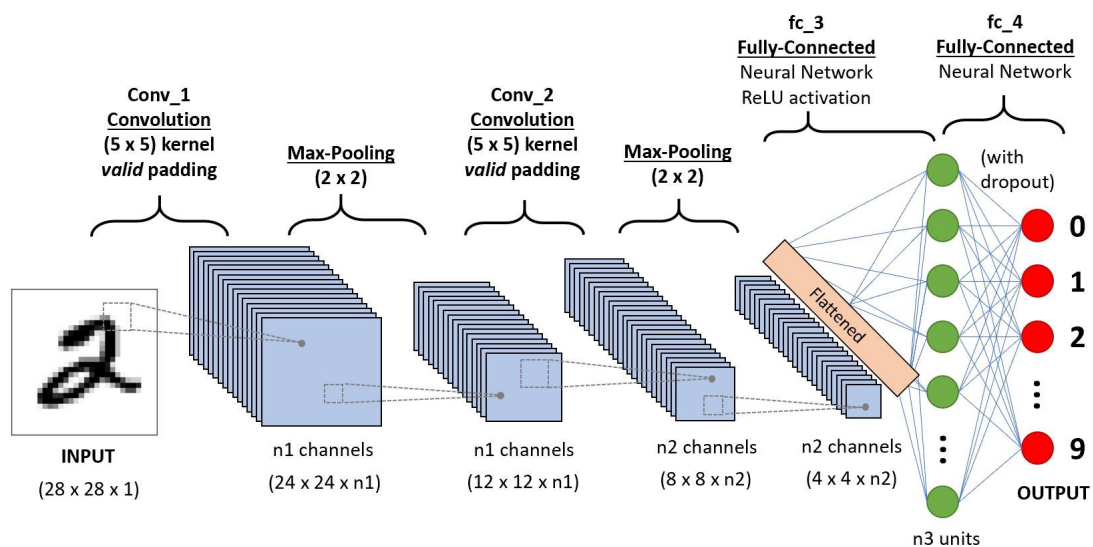 Conv_1
Convolution
(5 x 5) kernel
valid padding
Max-Pooling
(2 x 2)
Conv_2
Convolution
(5 x 5) kernel
valid padding
Max-Pooling
(2 x 2)
fc_3
Fully-Connected
Neural Network
ReLU activation
fc_4
Fully-Connected
Neural Network
(with
dropout)
2
INPUT
(28 x 28 x 1)
n1 channels
(24 x 24 x n1)
n1 channels
(12 x 12 x n1)
n2 channels
(8 x 8 x n2)
n2 channels
(4 x 4 x n2)
Flattened
n3 units
0
1
2
9
OUTPUT